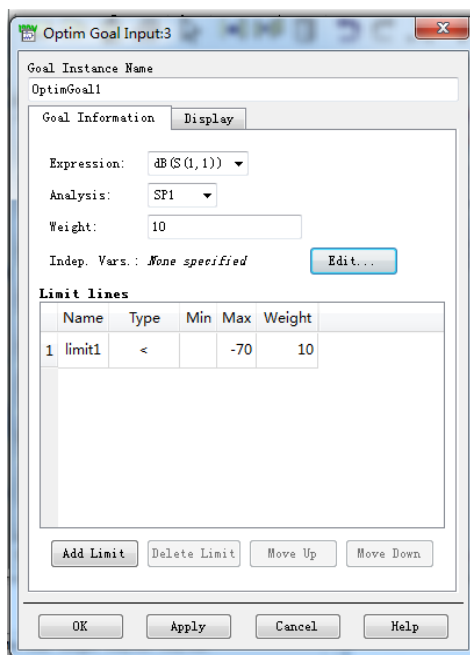 Optim Goal Input:3
Goal Instance Name
OptimGoal1
Goal Information Display
Expression: dB(S(1,1))
Analysis: SP1
Weight: 10
Indep. Vars.: None specified Edit...
Limit lines
Name Type Min Max Weight
1 limit1 < -70 10
Add Limit Delete Limit Move Up Move Down
OK Apply Cancel Help